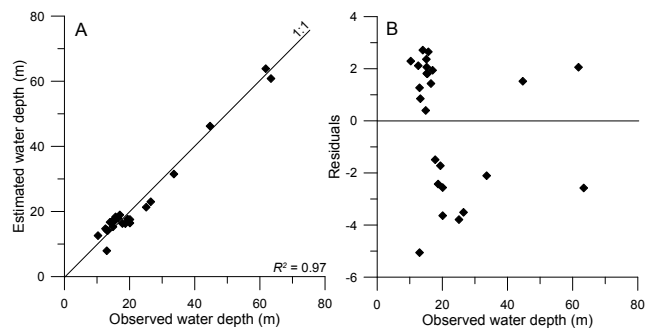 A
80
60
40
20
0
Estimated water depth (m)
1:1
R² = 0.97
0 20 40 60 80
Observed water depth (m)
B
4
2
0
-2
-4
-6
Residuals
0 20 40 60 80
Observed water depth (m)